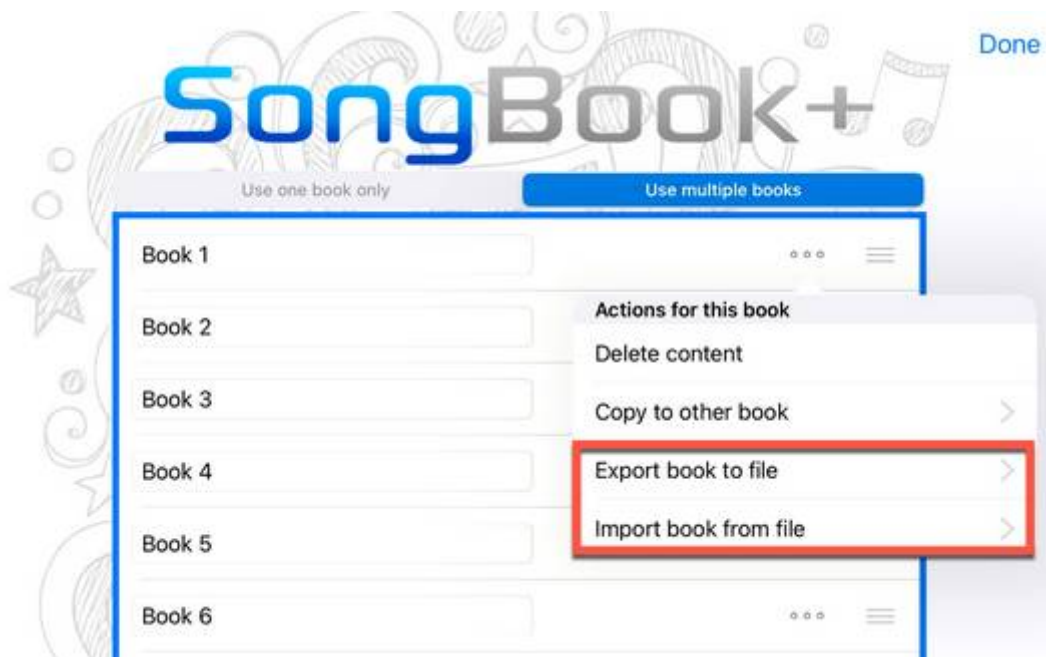 Done
SongBook+
Use one book only
Use multiple books
Book 1
Actions for this book
Book 2
Delete content
Book 3
Copy to other book
Book 4
Export book to file
Import book from file
Book 5
Book 6